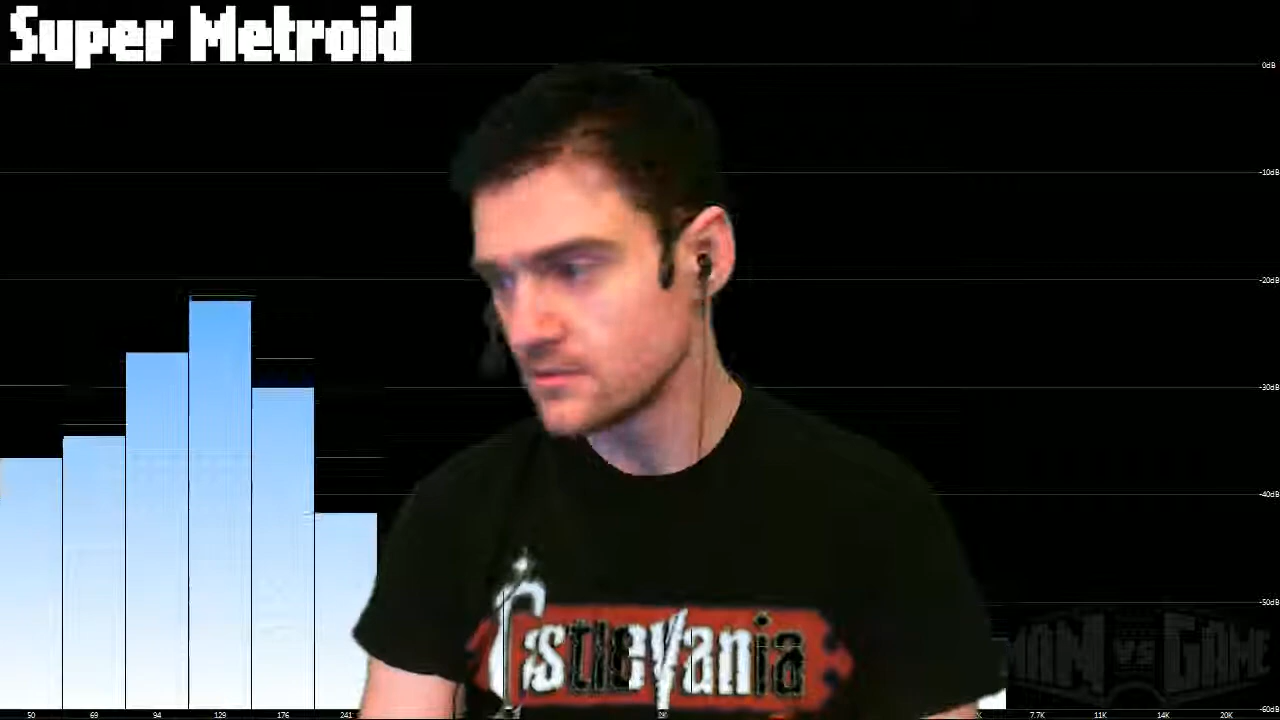 Super Metroid
0dB
-10dB
-20dB
-30dB
-40dB
Castlevania
-50dB
MAN VS GAME
-60dB
50 69 94 129 176 241 2K 7.7K 11K 14K 20K